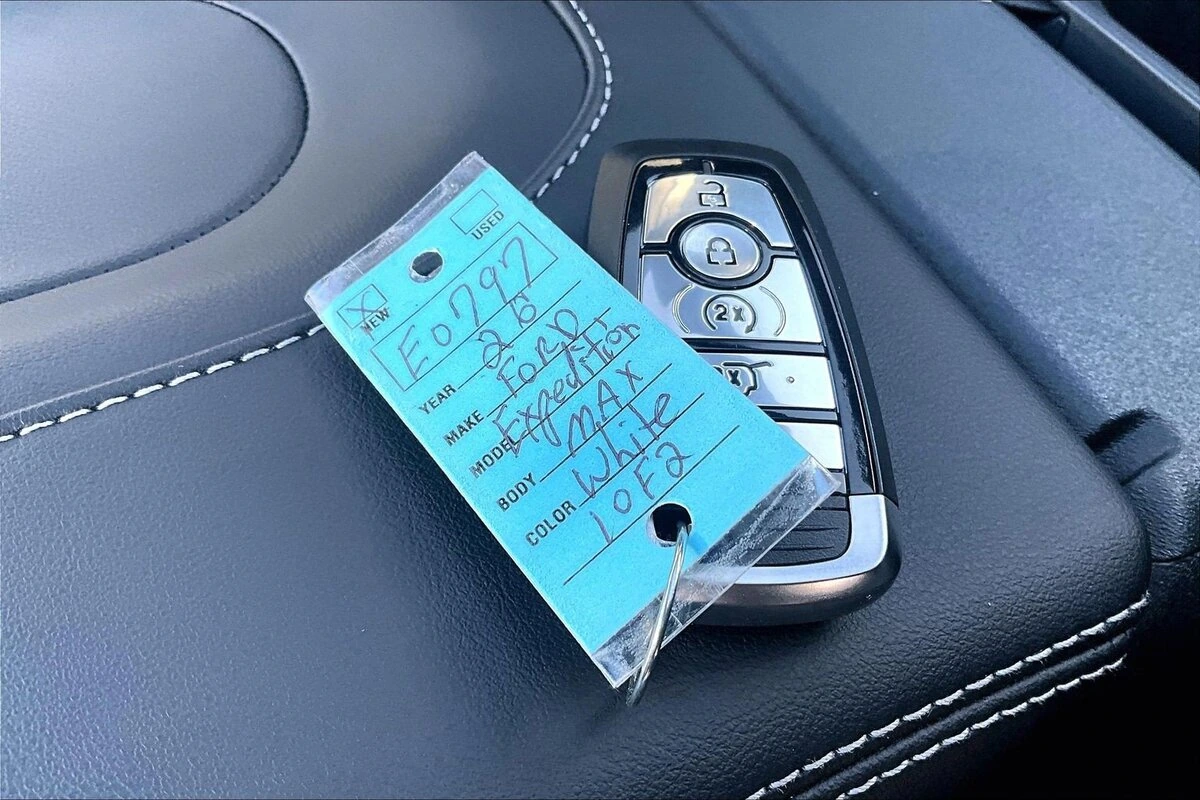 USED
X NEW
E0797
YEAR 26
MAKE FORD
MODEL Expedition
BODY MAX
COLOR White
1 OF 2
2X